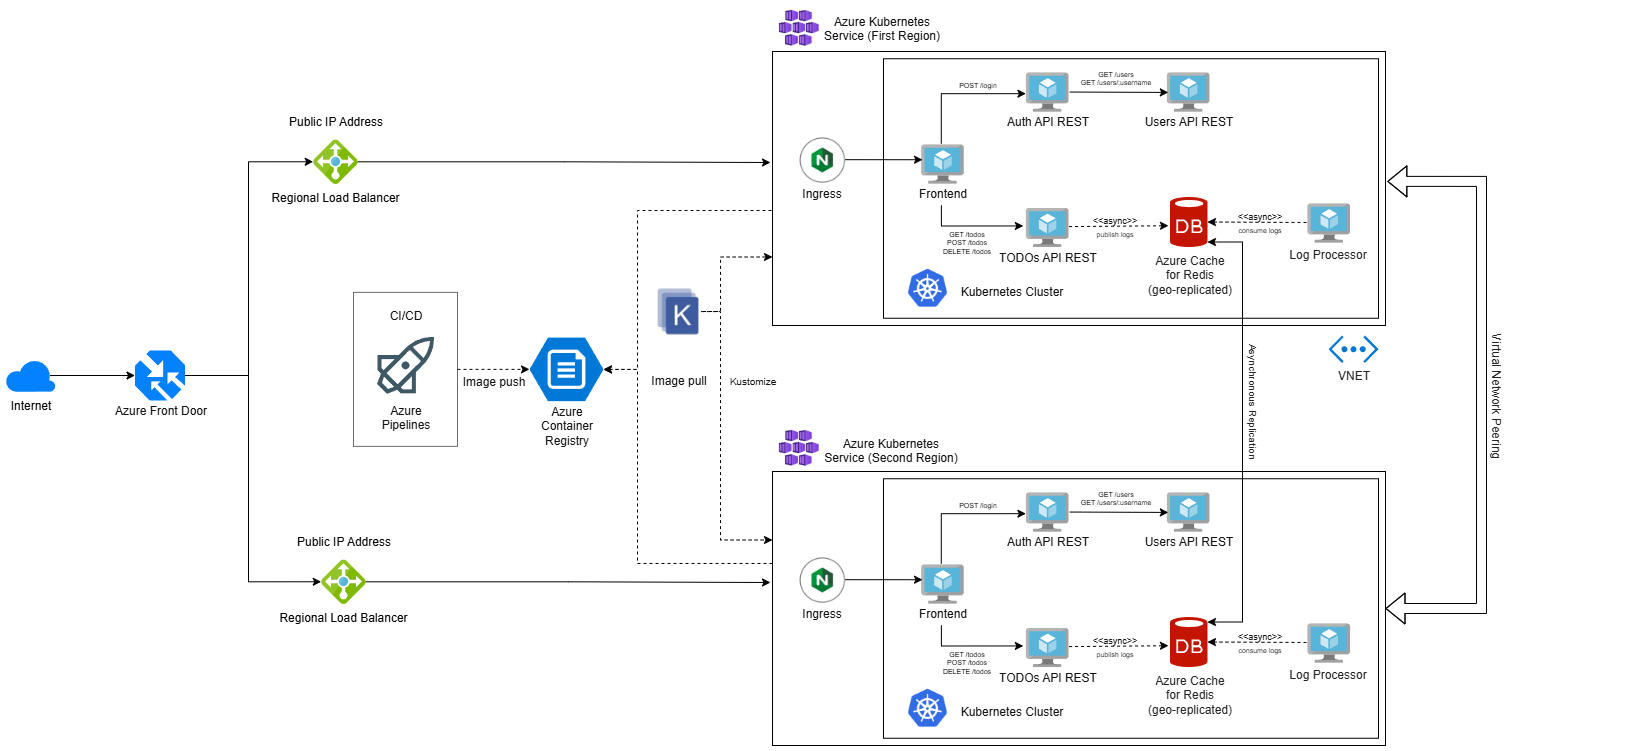 Azure Kubernetes
Service (First Region)
POST /login
GET /users
GET /users/:username
Auth API REST
Users API REST
Public IP Address
Regional Load Balancer
N
Ingress
Frontend
GET /todos
POST /todos
DELETE /todos
<<async>>
publish logs
TODOs API REST
DB
<<async>>
consume logs
Log Processor
Azure Cache
for Redis
(geo-replicated)
Kubernetes Cluster
CI/CD
Azure
Pipelines
Image push
Azure
Container
Registry
K
Image pull
Kustomize
Internet
Azure Front Door
Asynchronous Replication
VNET
Virtual Network Peering
Azure Kubernetes
Service (Second Region)
POST /login
GET /users
GET /users/:username
Auth API REST
Users API REST
Public IP Address
Regional Load Balancer
N
Ingress
Frontend
GET /todos
POST /todos
DELETE /todos
<<async>>
publish logs
TODOs API REST
DB
<<async>>
consume logs
Log Processor
Azure Cache
for Redis
(geo-replicated)
Kubernetes Cluster